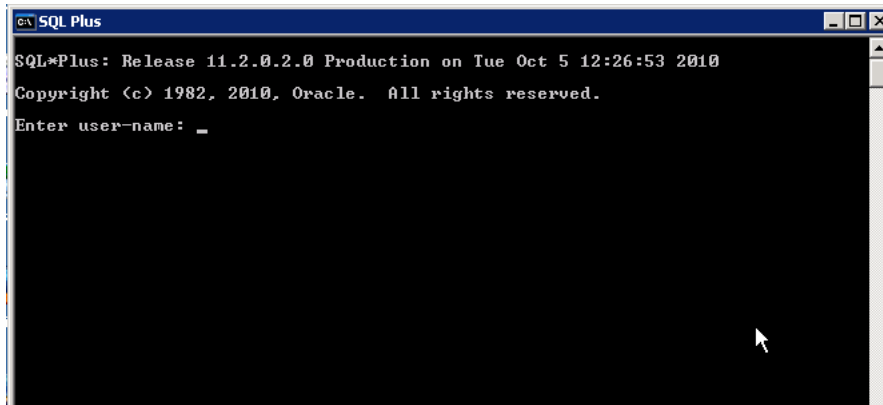 SQL Plus
SQL*Plus: Release 11.2.0.2.0 Production on Tue Oct 5 12:26:53 2010
Copyright (c) 1982, 2010, Oracle.  All rights reserved.
Enter user-name: _